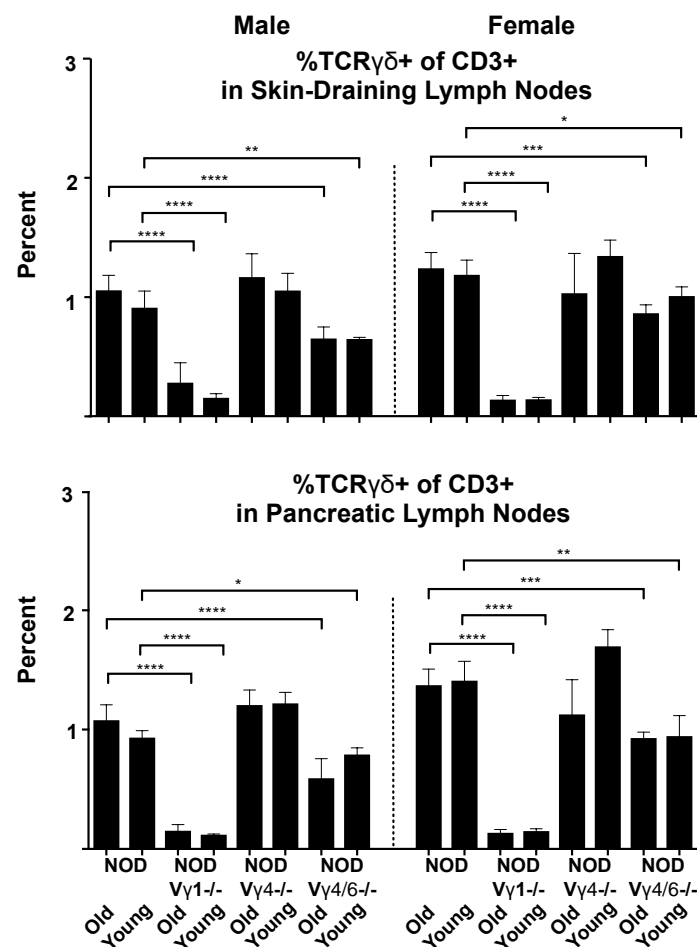 Male Female
%TCRγδ+ of CD3+
in Skin-Draining Lymph Nodes
3
2
1
Percent
*
***
**
****
****
****
****
****
%TCRγδ+ of CD3+
in Pancreatic Lymph Nodes
3
2
1
Percent
**
***
*
****
****
****
****
****
NOD NOD NOD NOD NOD NOD NOD NOD
Vγ1-/- Vγ4-/- Vγ4/6-/- Vγ1-/- Vγ4-/- Vγ4/6-/-
Old Young Old Young Old Young Old Young Old Young Old Young Old Young Old Young